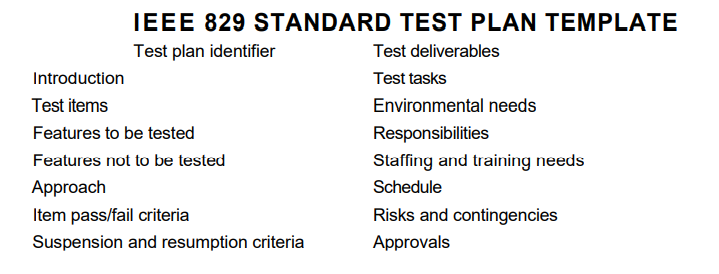 IEEE 829 STANDARD TEST PLAN TEMPLATE
Test plan identifier
Test deliverables
Introduction
Test tasks
Test items
Environmental needs
Features to be tested
Responsibilities
Features not to be tested
Staffing and training needs
Approach
Schedule
Item pass/fail criteria
Risks and contingencies
Suspension and resumption criteria
Approvals